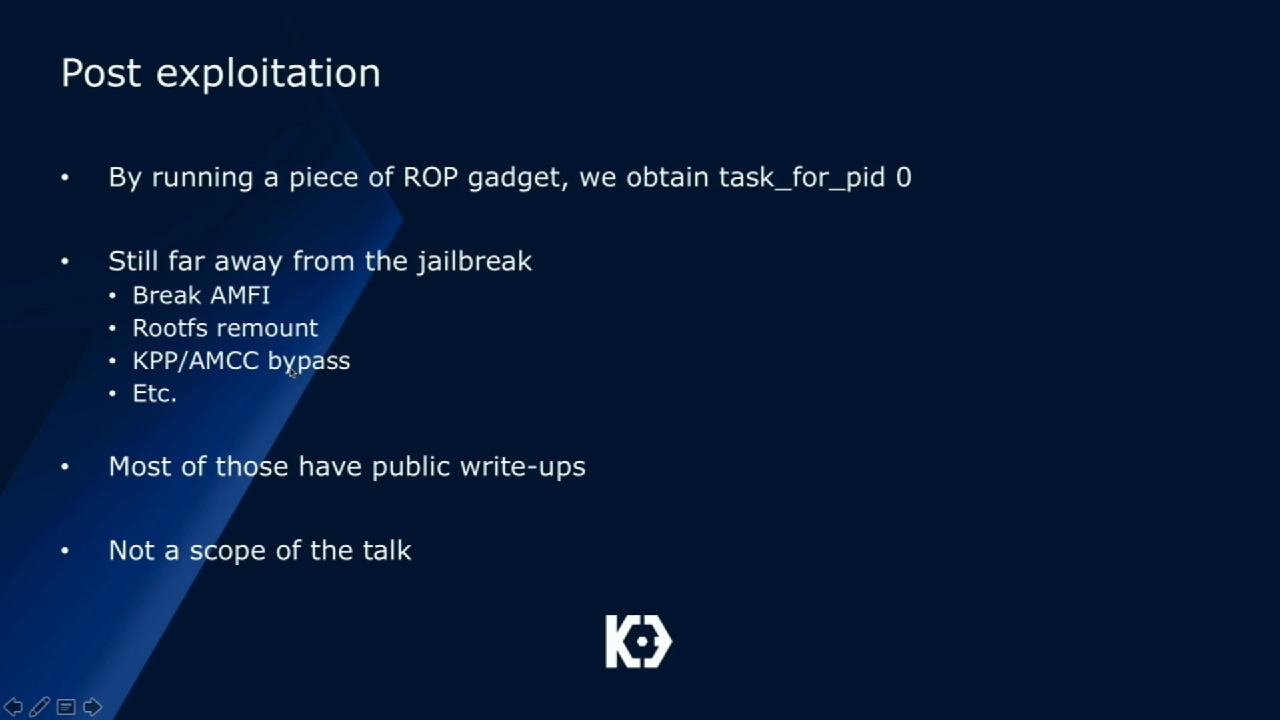 Post exploitation
• By running a piece of ROP gadget, we obtain task_for_pid 0
• Still far away from the jailbreak
• Break AMFI
• Rootfs remount
• KPP/AMCC bypass
• Etc.
• Most of those have public write-ups
• Not a scope of the talk